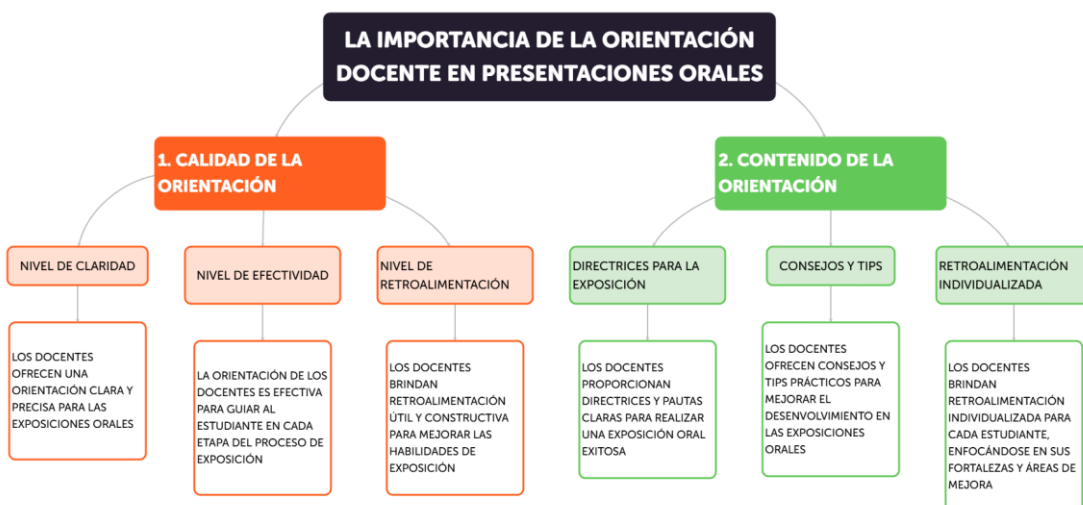 LA IMPORTANCIA DE LA ORIENTACIÓN
DOCENTE EN PRESENTACIONES ORALES
1. CALIDAD DE LA
ORIENTACIÓN
2. CONTENIDO DE LA
ORIENTACIÓN
NIVEL DE CLARIDAD
NIVEL DE EFECTIVIDAD
NIVEL DE
RETROALIMENTACIÓN
DIRECTRICES PARA LA
EXPOSICIÓN
CONSEJOS Y TIPS
RETROALIMENTACIÓN
INDIVIDUALIZADA
LOS DOCENTES
OFRECEN UNA
ORIENTACIÓN CLARA Y
PRECISA PARA LAS
EXPOSICIONES ORALES
LA ORIENTACIÓN DE LOS
DOCENTES ES EFECTIVA
PARA GUIAR AL
ESTUDIANTE EN CADA
ETAPA DEL PROCESO DE
EXPOSICIÓN
LOS DOCENTES
BRINDAN
RETROALIMENTACIÓN
ÚTIL Y CONSTRUCTIVA
PARA MEJORAR LAS
HABILIDADES DE
EXPOSICIÓN
LOS DOCENTES
PROPORCIONAN
DIRECTRICES Y PAUTAS
CLARAS PARA REALIZAR
UNA EXPOSICIÓN ORAL
EXITOSA
LOS DOCENTES
OFRECEN CONSEJOS Y
TIPS PRÁCTICOS PARA
MEJORAR EL
DESENVOLVIMIENTO EN
LAS EXPOSICIONES
ORALES
LOS DOCENTES
BRINDAN
RETROALIMENTACIÓN
INDIVIDUALIZADA PARA
CADA ESTUDIANTE,
ENFOCÁNDOSE EN SUS
FORTALEZAS Y ÁREAS DE
MEJORA